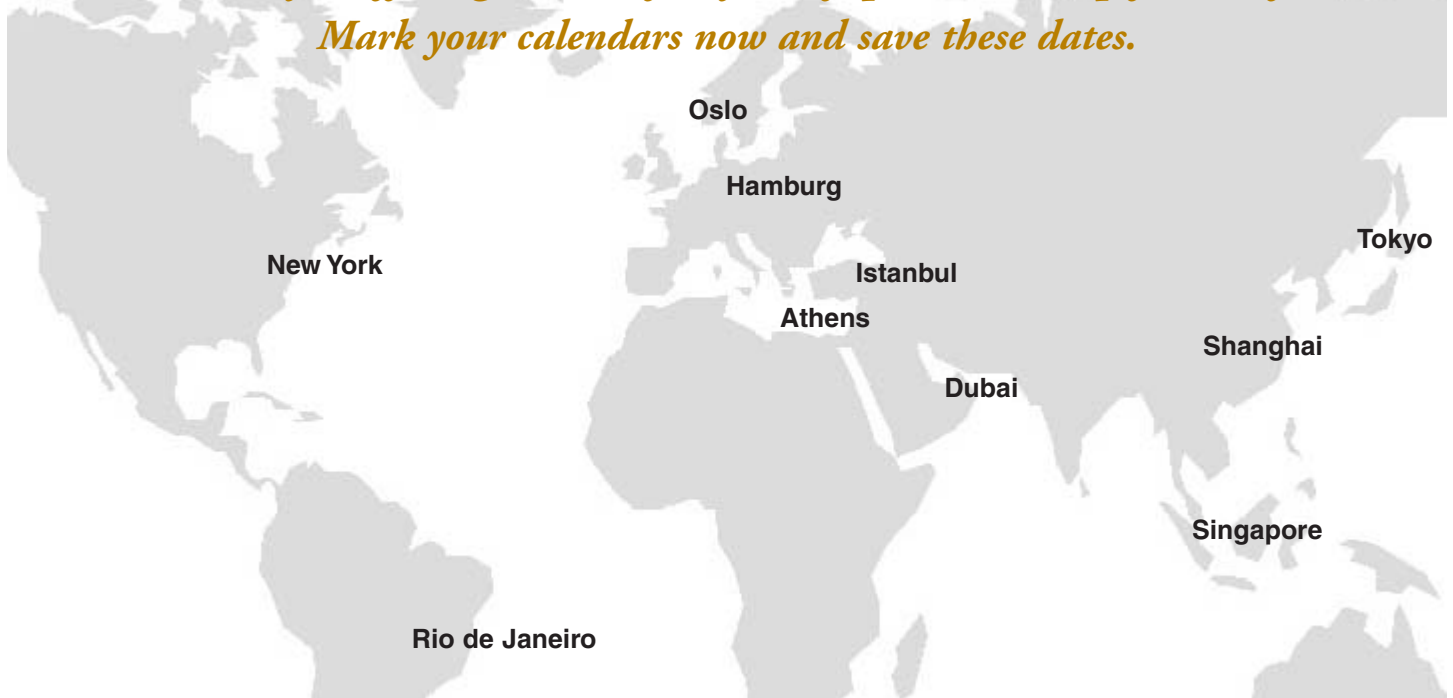 Mark your calendars now and save these dates.
Oslo
Hamburg
Tokyo
New York
Istanbul
Athens
Shanghai
Dubai
Singapore
Rio de Janeiro